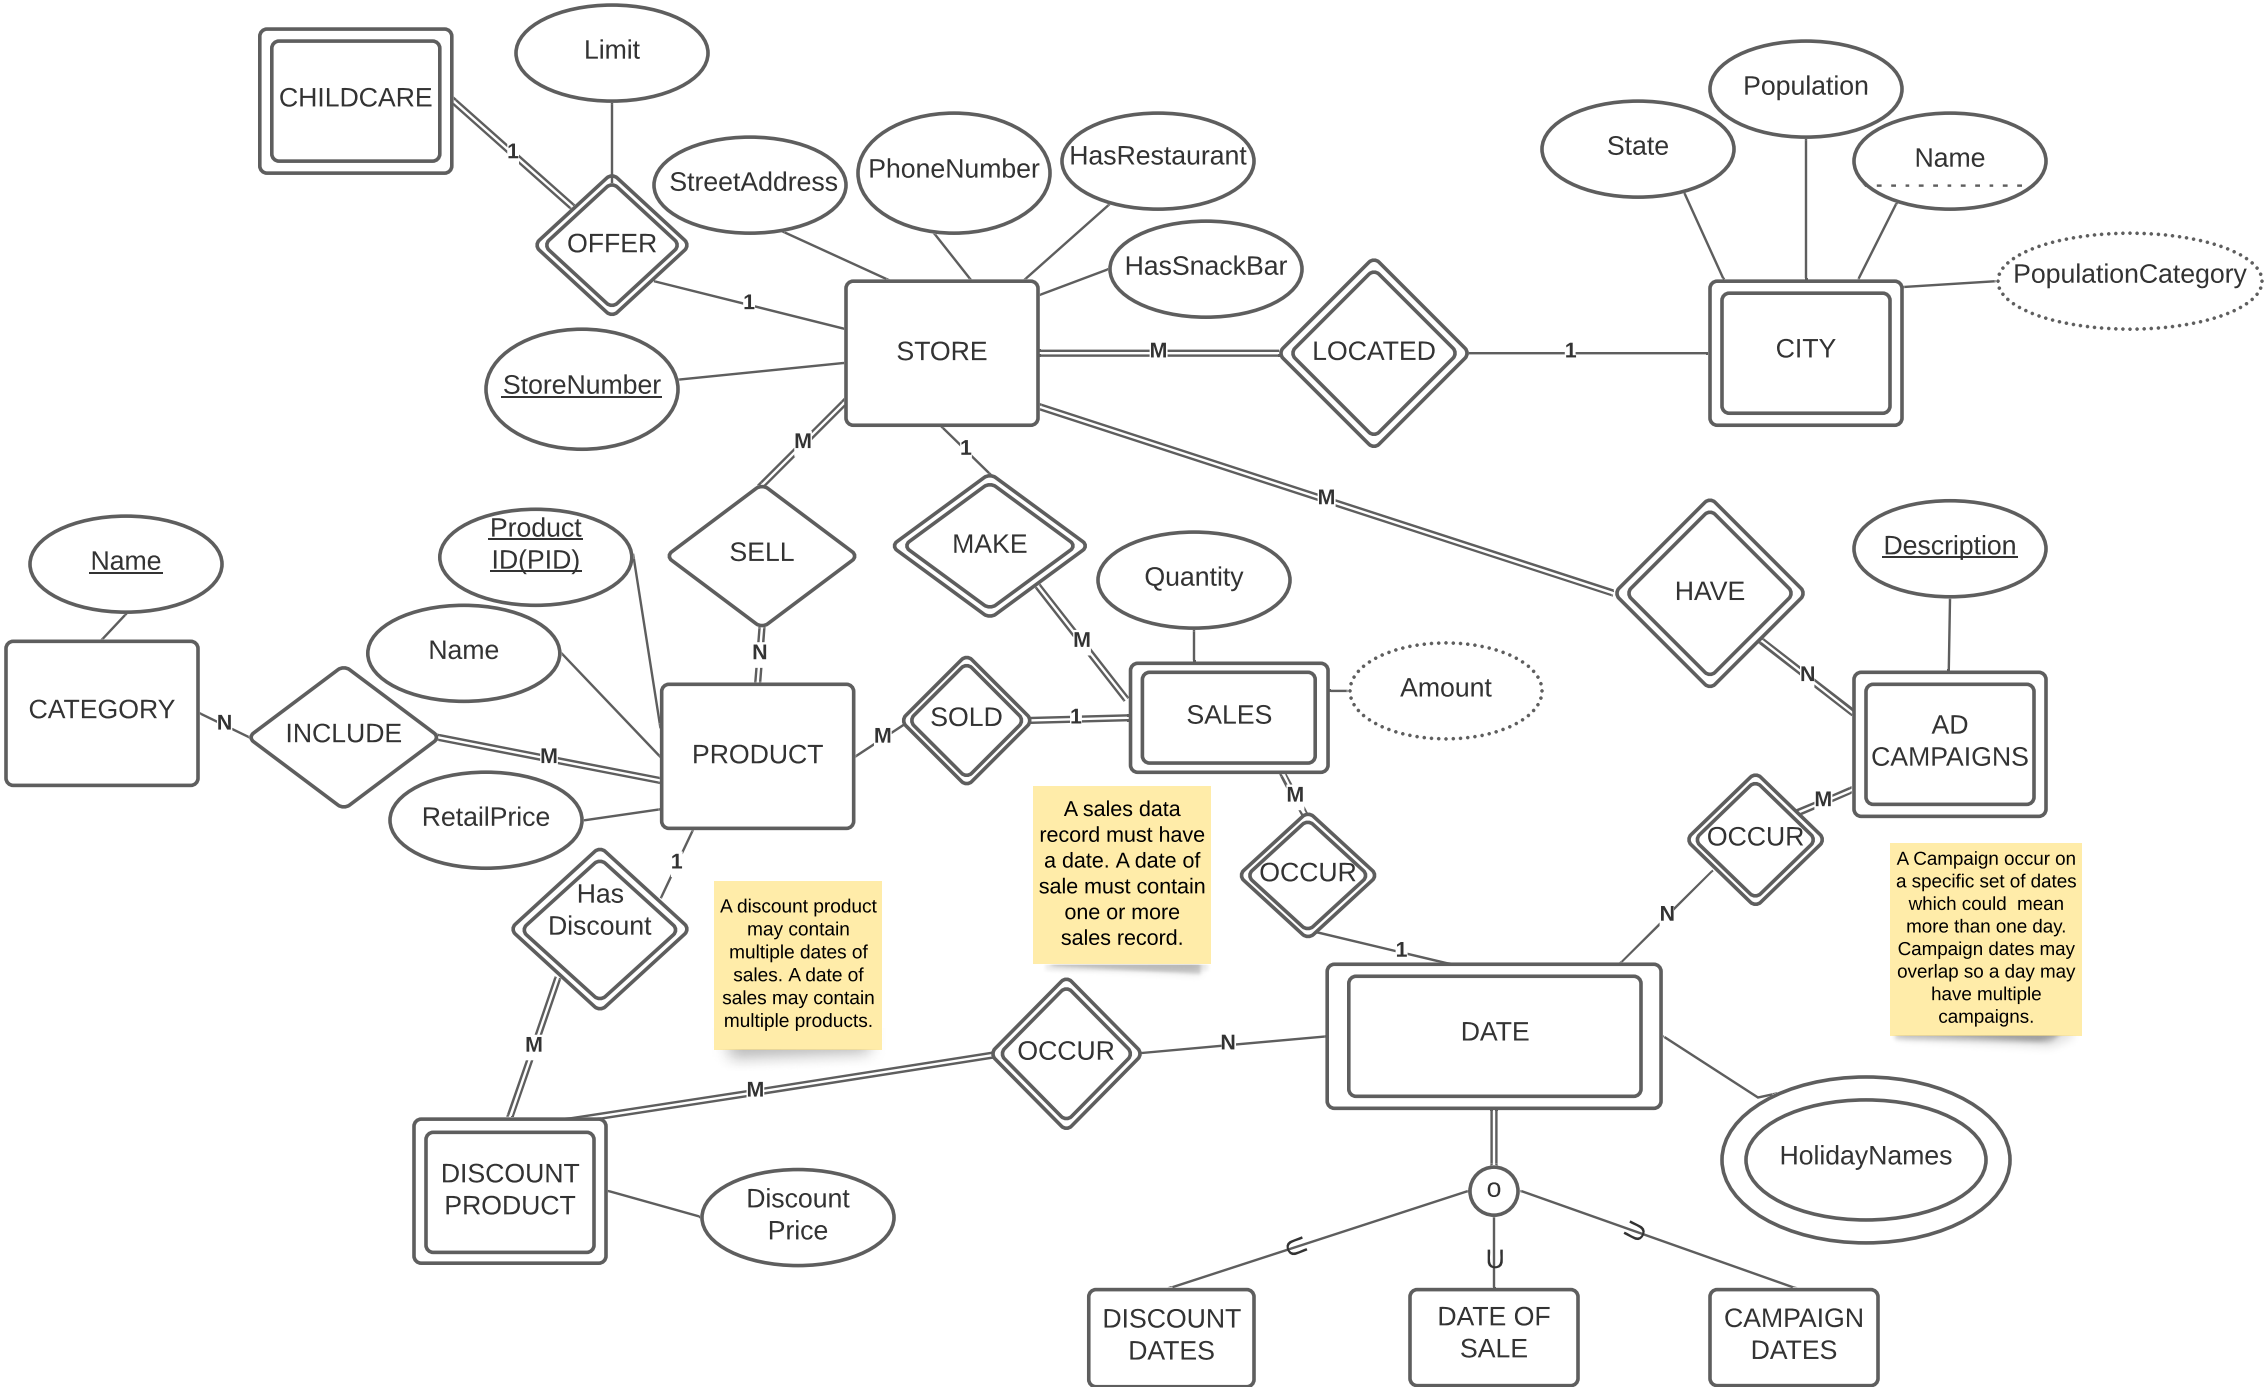 Limit
CHILDCARE
Population
State
Name
PhoneNumber
HasRestaurant
StreetAddress
1
OFFER
HasSnackBar
PopulationCategory
1
STORE
M
LOCATED
1
CITY
StoreNumber
M
1
M
Product
ID(PID)
Name
SELL
MAKE
Quantity
HAVE
Description
Name
N
M
N
CATEGORY
N
INCLUDE
M
PRODUCT
M
SOLD
1
SALES
Amount
AD
CAMPAIGNS
RetailPrice
M
M
OCCUR
OCCUR
A sales data
record must have
a date. A date of
sale must contain
one or more
sales record.
A Campaign occur on
a specific set of dates
which could  mean
more than one day.
Campaign dates may
overlap so a day may
have multiple
campaigns.
1
Has
Discount
A discount product
may contain
multiple dates of
sales. A date of
sales may contain
multiple products.
N
1
M
OCCUR
N
DATE
M
HolidayNames
DISCOUNT
PRODUCT
Discount
Price
O
U
U
U
DISCOUNT
DATES
DATE OF
SALE
CAMPAIGN
DATES